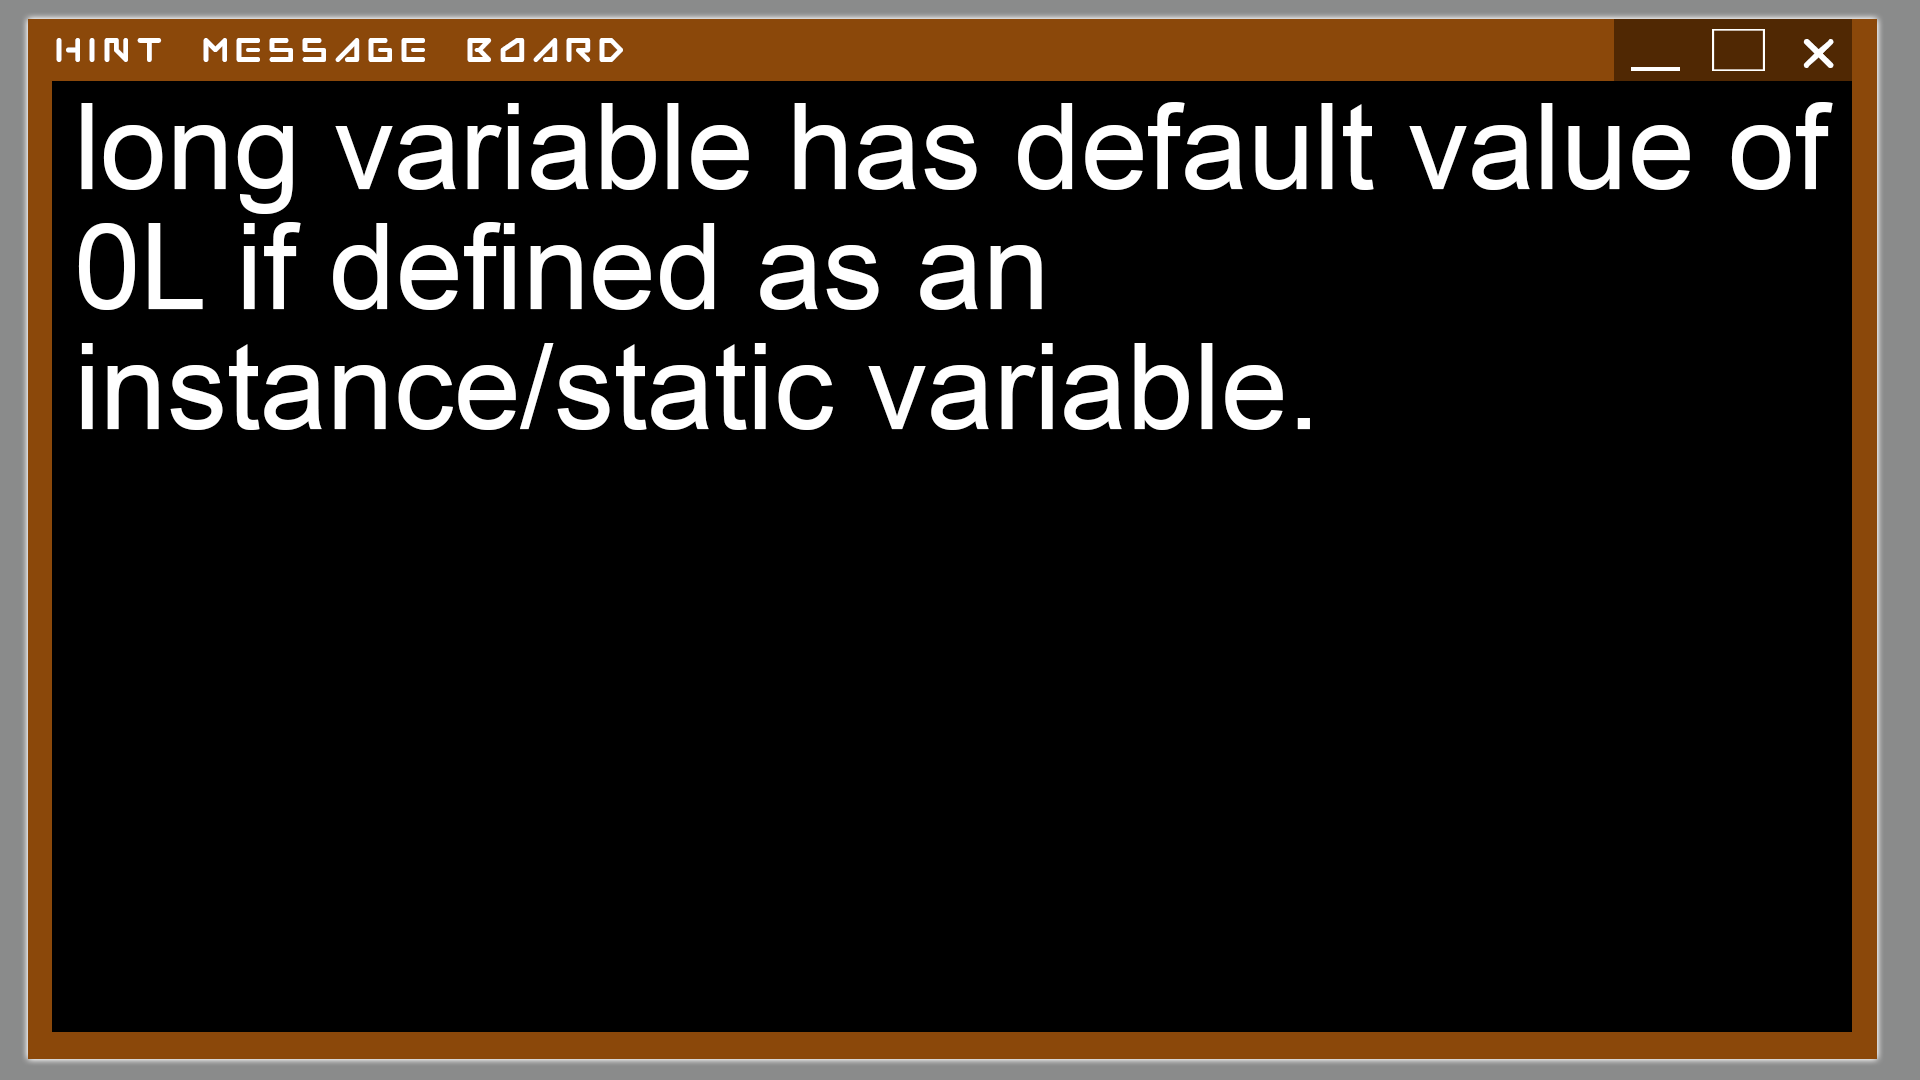 HINT MESSAGE BOARD
long variable has default value of
0L if defined as an
instance/static variable.